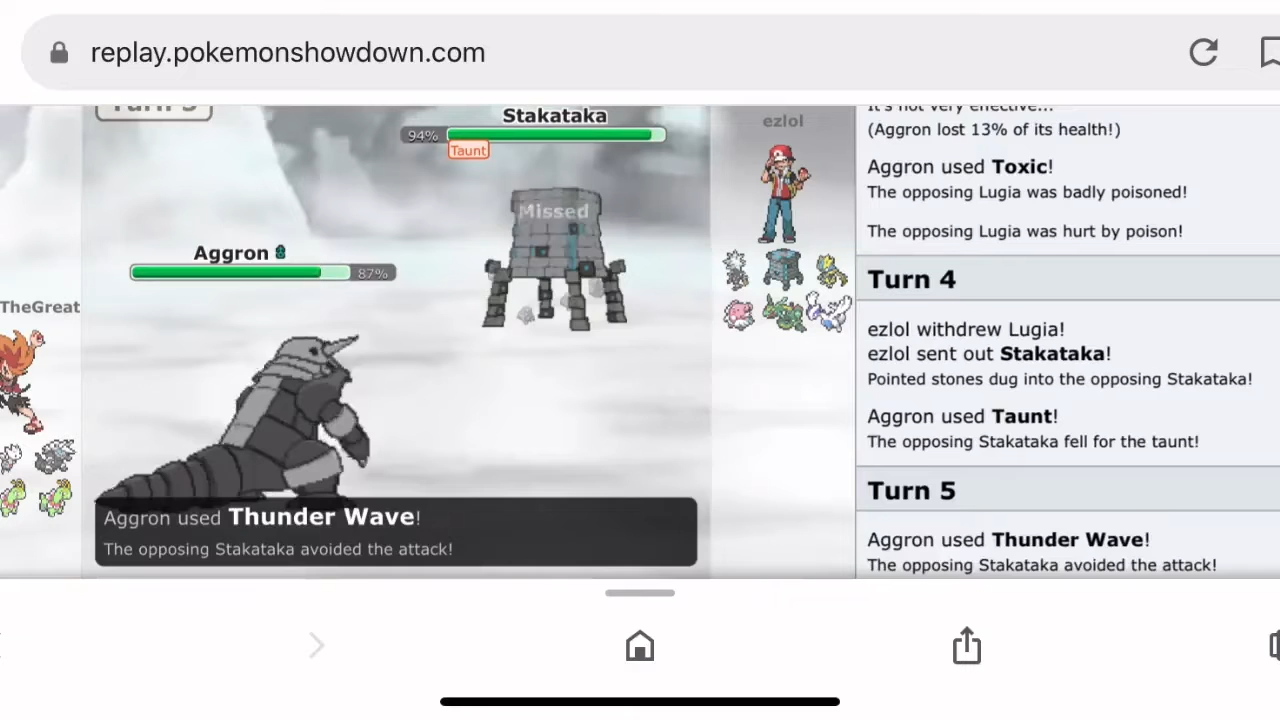 replay.pokemonshowdown.com
Turn 5
Stakataka
94%
Taunt
Missed
Aggron
87%
TheGreat
ezlol
Aggron used Thunder Wave!
The opposing Stakataka avoided the attack!
It's not very effective...
(Aggron lost 13% of its health!)
Aggron used Toxic!
The opposing Lugia was badly poisoned!
The opposing Lugia was hurt by poison!
Turn 4
ezlol withdrew Lugia!
ezlol sent out Stakataka!
Pointed stones dug into the opposing Stakataka!
Aggron used Taunt!
The opposing Stakataka fell for the taunt!
Turn 5
Aggron used Thunder Wave!
The opposing Stakataka avoided the attack!